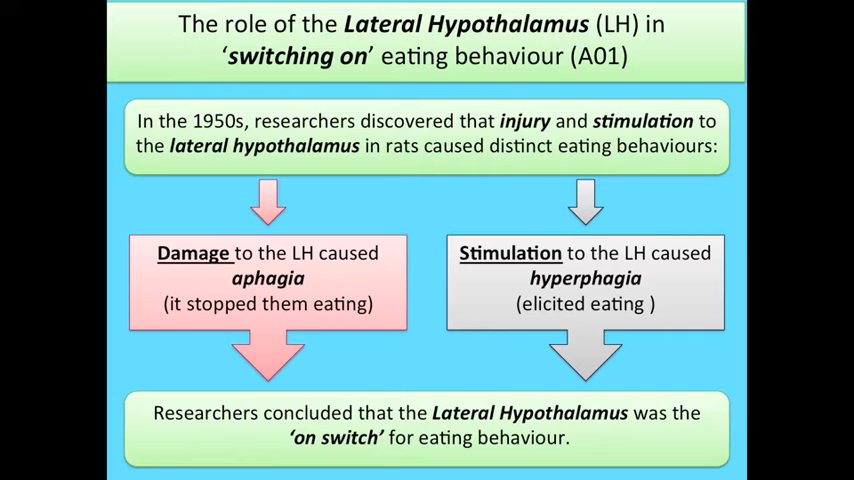 The role of the Lateral Hypothalamus (LH) in
‘switching on’ eating behaviour (A01)
In the 1950s, researchers discovered that injury and stimulation to
the lateral hypothalamus in rats caused distinct eating behaviours:
Damage to the LH caused
aphagia
(it stopped them eating)
Stimulation to the LH caused
hyperphagia
(elicited eating )
Researchers concluded that the Lateral Hypothalamus was the
‘on switch’ for eating behaviour.